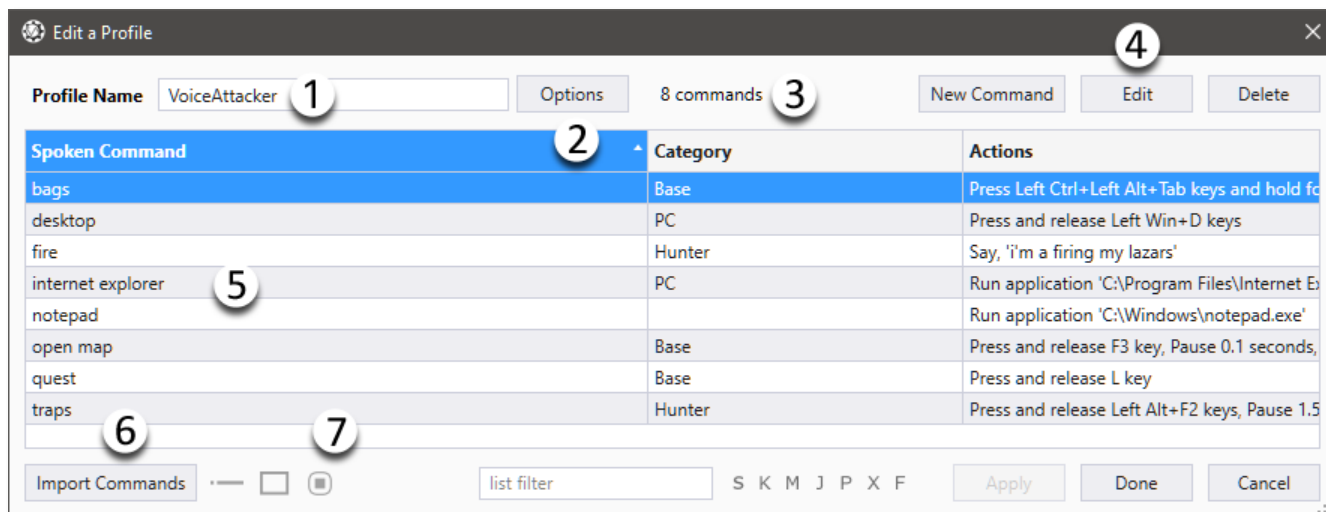 Edit a Profile
4
Profile Name VoiceAttacker 1 Options 8 commands 3 New Command Edit Delete
2
Spoken Command Category Actions
bags Base Press Left Ctrl+Left Alt+Tab keys and hold fo
desktop PC Press and release Left Win+D keys
fire Hunter Say, 'i'm a firing my lazars'
internet explorer 5 PC Run application 'C:\Program Files\Internet Ex
notepad Run application 'C:\Windows\notepad.exe'
open map Base Press and release F3 key, Pause 0.1 seconds,
quest Base Press and release L key
traps Hunter Press and release Left Alt+F2 keys, Pause 1.5
6 7
Import Commands list filter S K M J P X F Apply Done Cancel